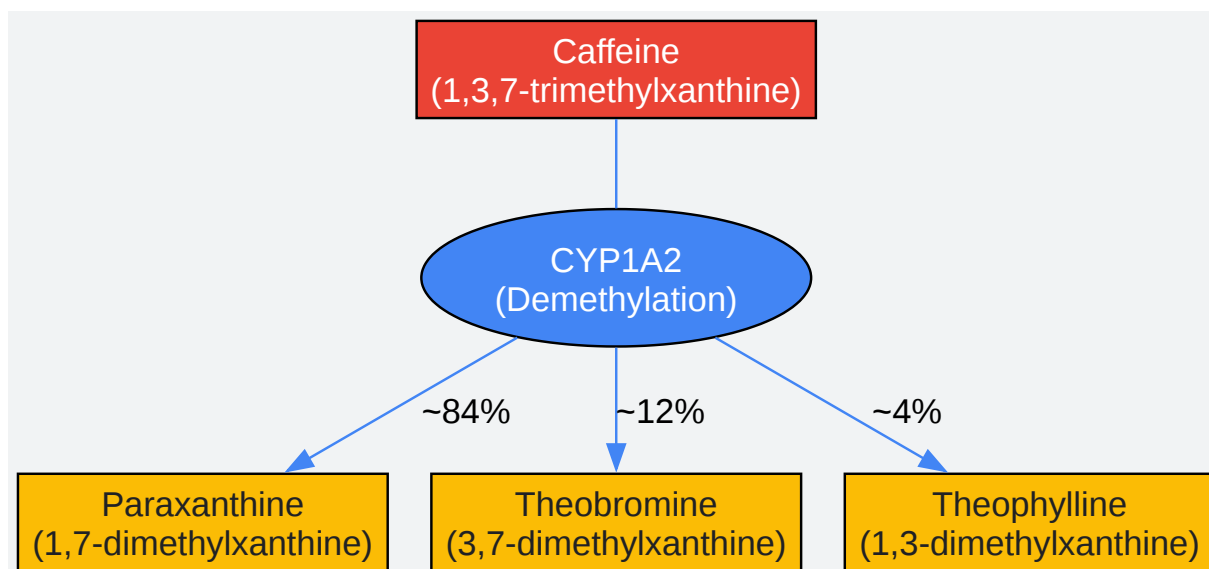 Caffeine
(1,3,7-trimethylxanthine)
CYP1A2
(Demethylation)
~84%
~12%
~4%
Paraxanthine
(1,7-dimethylxanthine)
Theobromine
(3,7-dimethylxanthine)
Theophylline
(1,3-dimethylxanthine)